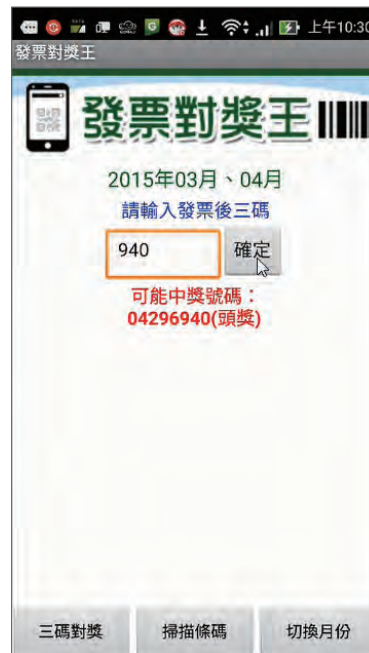 上午10:30
發票對獎王
發票對獎王
2015年03月、04月
請輸入發票後三碼
940
確定
可能中獎號碼：
04296940(頭獎)
三碼對獎
掃描條碼
切換月份